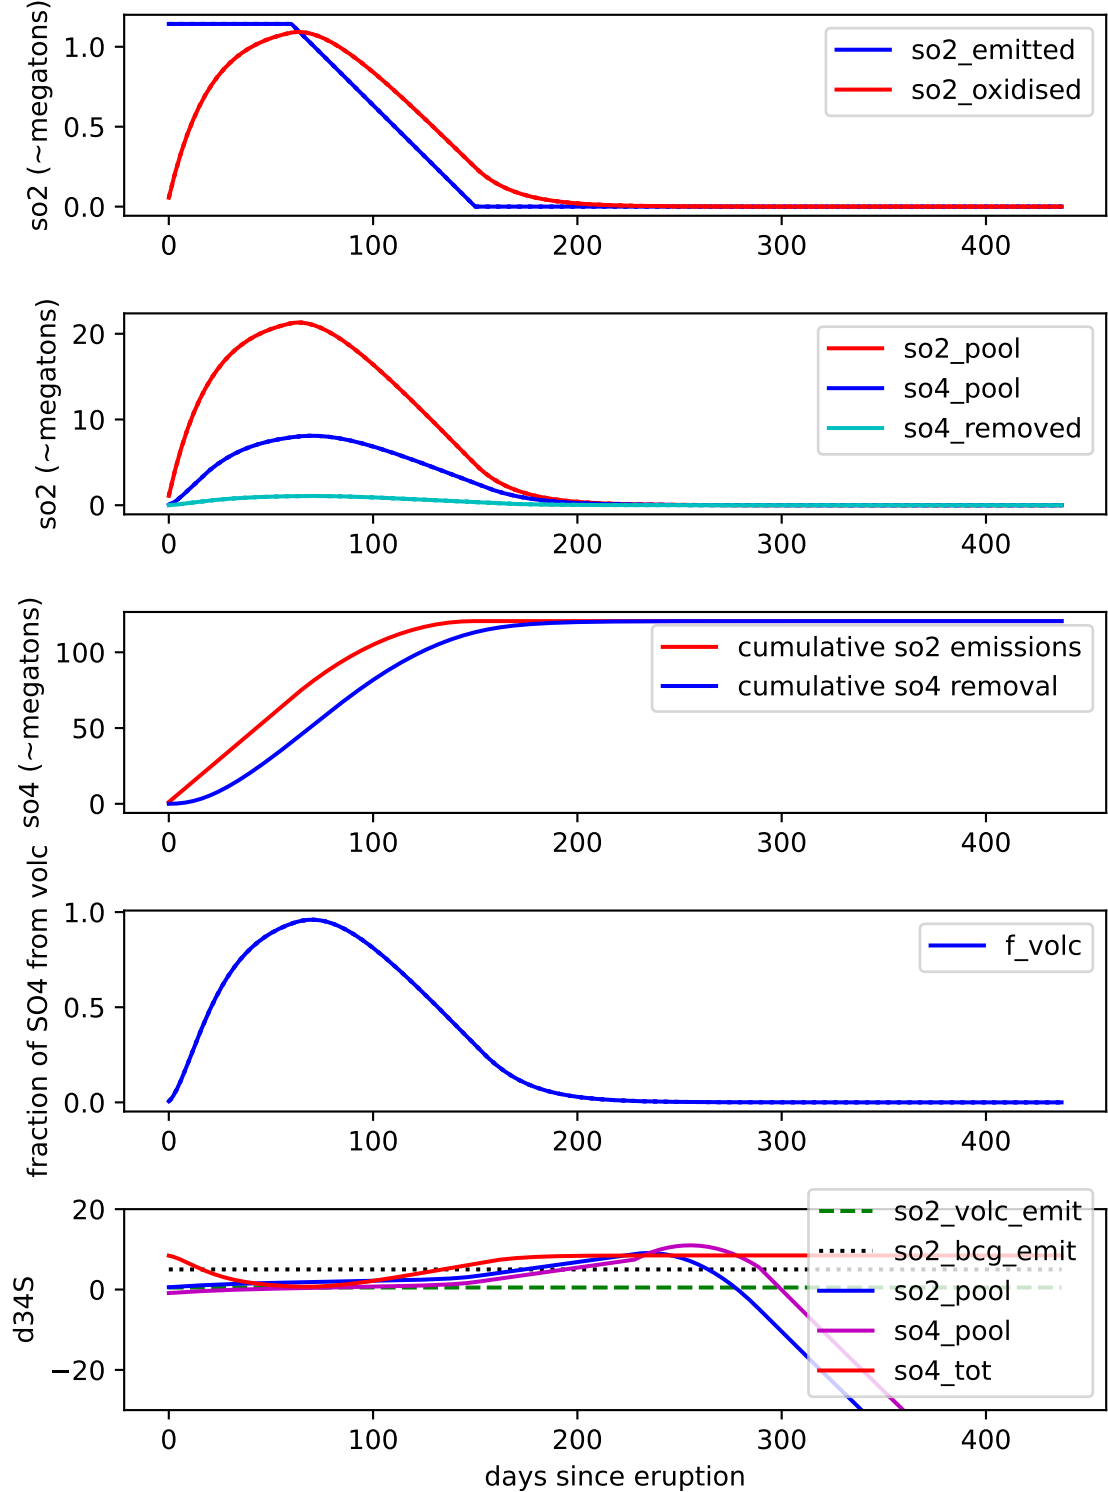 so2 (~megatons)
1.0
0.5
0.0
so2_emitted
so2_oxidised
0 100 200 300 400
so2 (~megatons)
20
10
0
so2_pool
so4_pool
so4_removed
0 100 200 300 400
so4 (~megatons)
100
50
0
cumulative so2 emissions
cumulative so4 removal
0 100 200 300 400
fraction of SO4 from volc
1.0
0.5
0.0
f_volc
0 100 200 300 400
d34S
20
0
−20
so2_volc_emit
so2_bcg_emit
so2_pool
so4_pool
so4_tot
0 100 200 300 400
days since eruption